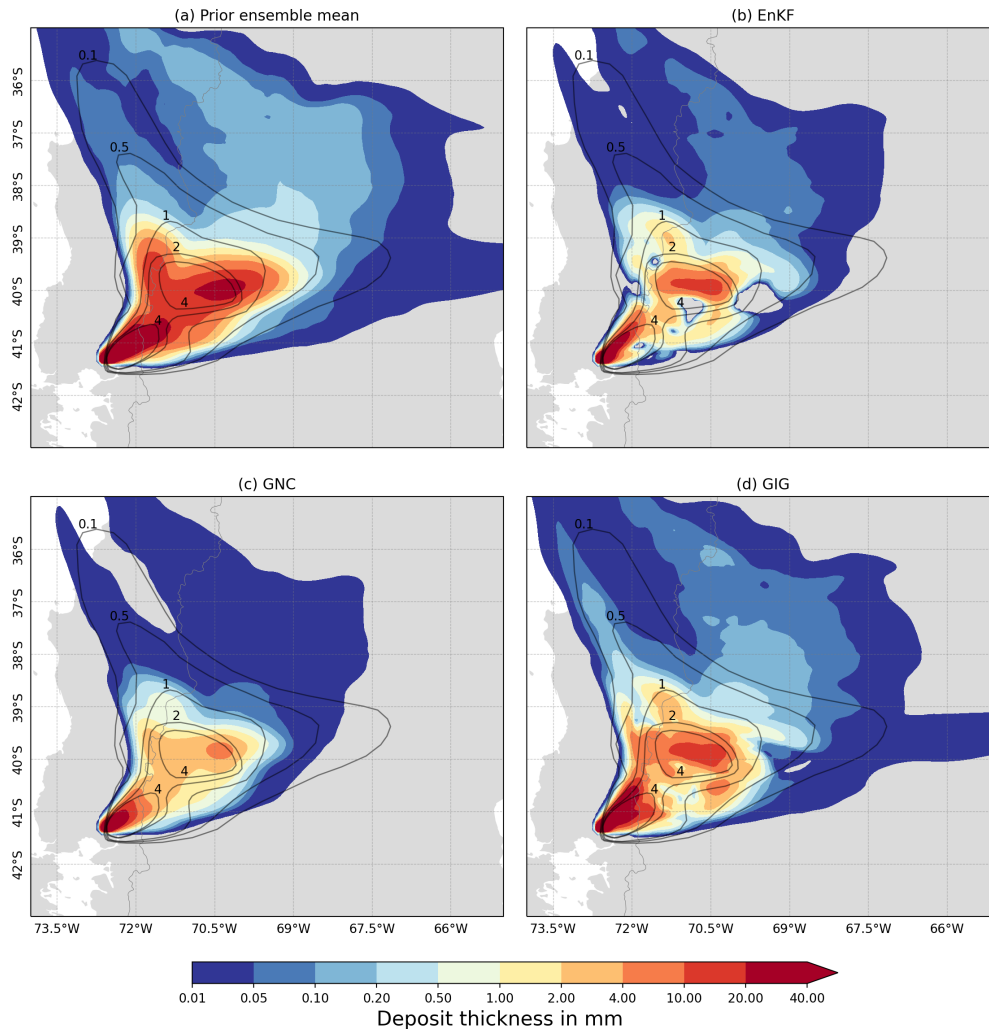 (a) Prior ensemble mean
(b) EnKF
36°S
37°S
38°S
39°S
40°S
41°S
42°S
0.1
0.5
1
2
4
4
0.1
0.5
1
2
4
4
(c) GNC
(d) GIG
36°S
37°S
38°S
39°S
40°S
41°S
42°S
0.1
0.5
1
2
4
4
0.1
0.5
1
2
4
4
73.5°W 72°W 70.5°W 69°W 67.5°W 66°W
73.5°W 72°W 70.5°W 69°W 67.5°W 66°W
0.01 0.05 0.10 0.20 0.50 1.00 2.00 4.00 10.00 20.00 40.00
Deposit thickness in mm